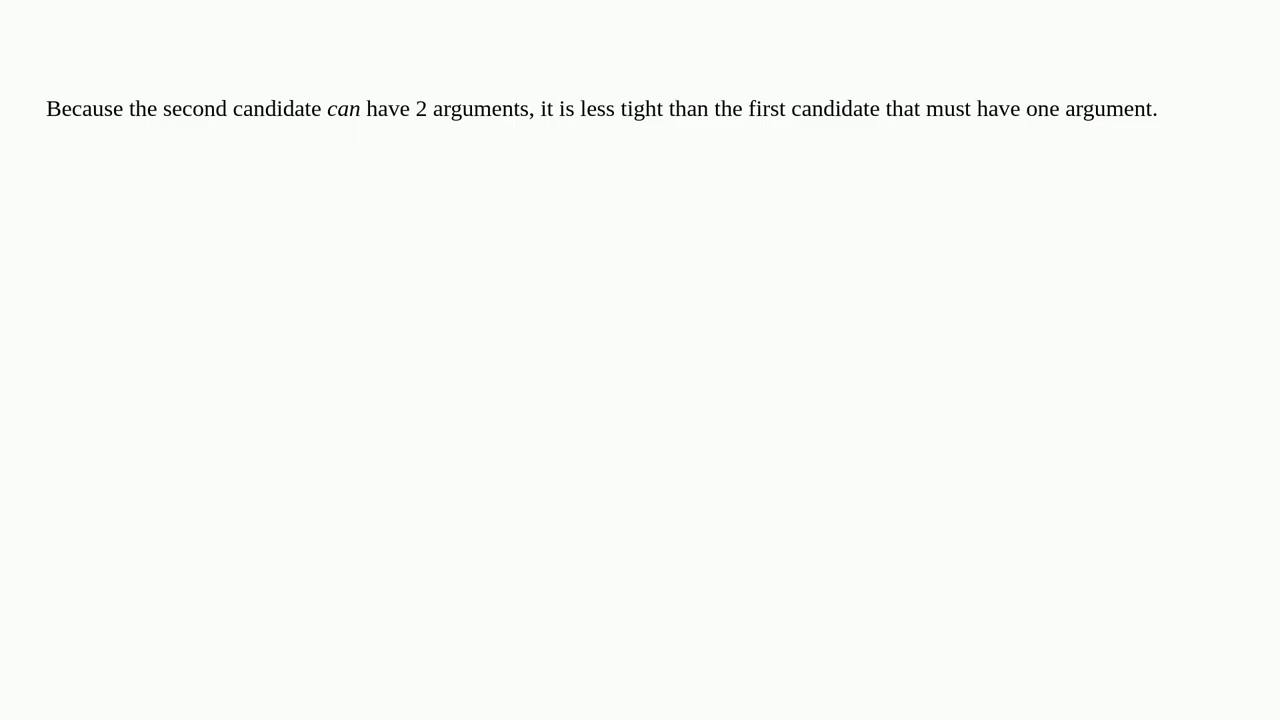 Because the second candidate can have 2 arguments, it is less tight than the first candidate that must have one argument.